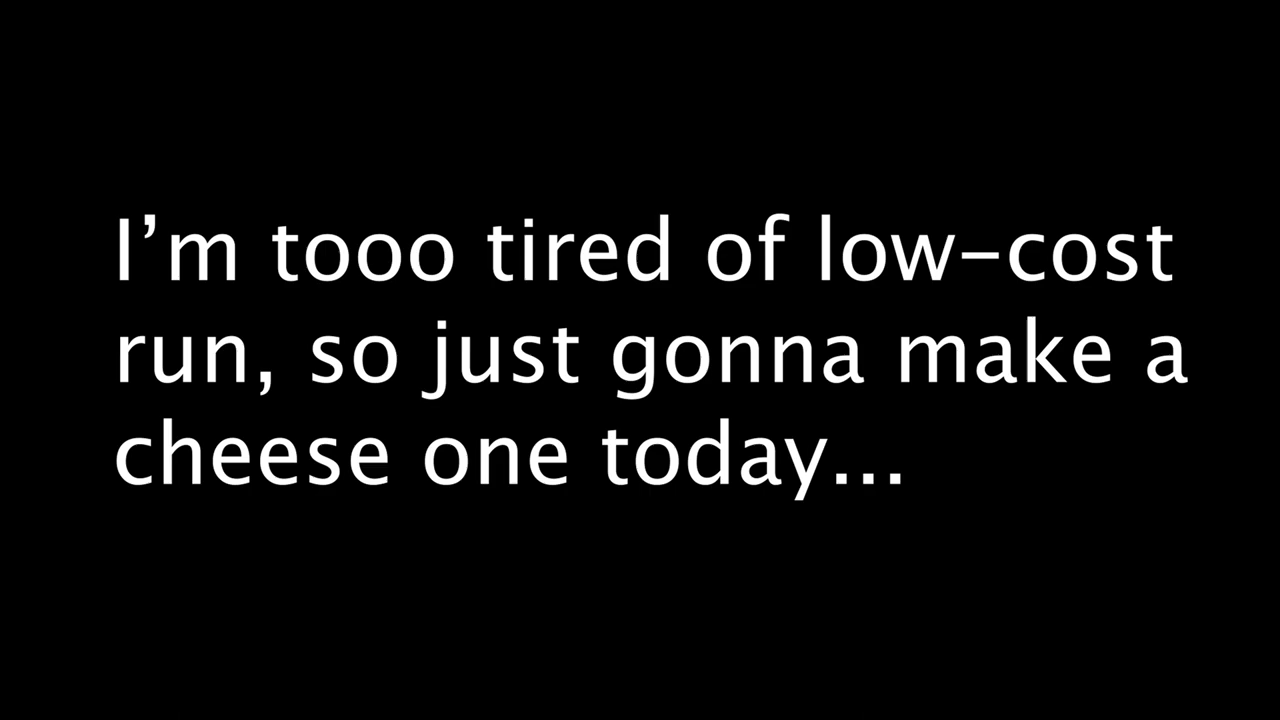 I’m tooo tired of low-cost
run, so just gonna make a
cheese one today...